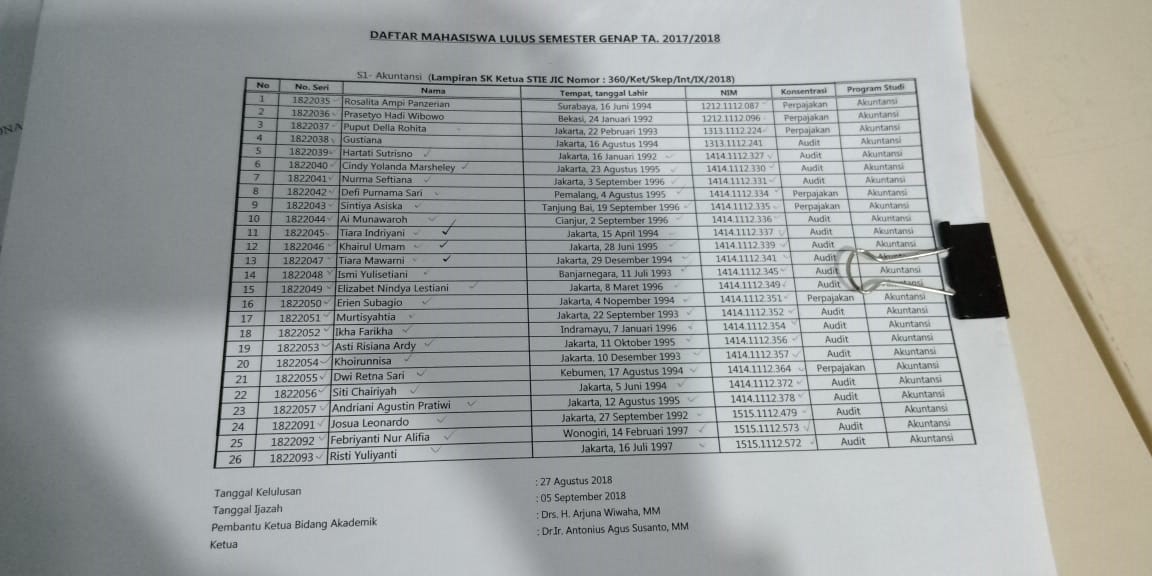 ONA
DAFTAR MAHASISWA LULUS SEMESTER GENAP TA. 2017/2018
S1- Akuntansi (Lampiran SK Ketua STIE JIC Nomor : 360/Ket/Skep/Int/IX/2018)
No No. Seri Nama Tempat, tanggal Lahir NIM Konsentrasi Program Studi
1 1822035 Rosalita Ampi Panzerian Surabaya, 16 Juni 1994 1212.1112.087 Perpajakan Akuntansi
2 1822036 Prasetyo Hadi Wibowo Bekasi, 24 Januari 1992 1212.1112.096 Perpajakan Akuntansi
3 1822037 Puput Della Rohita Jakarta, 22 Pebruari 1993 1313.1112.224 Perpajakan Akuntansi
4 1822038 Gustiana Jakarta, 16 Agustus 1994 1313.1112.241 Audit Akuntansi
5 1822039 Hartati Sutrisno Jakarta, 16 Januari 1992 1414.1112.327 Audit Akuntansi
6 1822040 Cindy Yolanda Marsheley Jakarta, 23 Agustus 1995 1414.1112.330 Audit Akuntansi
7 1822041 Nurma Seftiana Jakarta, 3 September 1996 1414.1112.331 Audit Akuntansi
8 1822042 Defi Purnama Sari Pemalang, 4 Agustus 1995 1414.1112.334 Perpajakan Akuntansi
9 1822043 Sintiya Asiska Tanjung Bai, 19 September 1996 1414.1112.335 Perpajakan Akuntansi
10 1822044 Ai Munawaroh Cianjur, 2 September 1996 1414.1112.336 Audit Akuntansi
11 1822045 Tiara Indriyani Jakarta, 15 April 1994 1414.1112.337 Audit Akuntansi
12 1822046 Khairul Umam Jakarta, 28 Juni 1995 1414.1112.339 Audit Akuntansi
13 1822047 Tiara Mawarni Jakarta, 29 Desember 1994 1414.1112.341 Audit
14 1822048 Ismi Yulisetiani Banjarnegara, 11 Juli 1993 1414.1112.345 Audit Akuntansi
15 1822049 Elizabet Nindya Lestiani Jakarta, 8 Maret 1996 1414.1112.349 Audit
16 1822050 Erien Subagio Jakarta, 4 Nopember 1994 1414.1112.351 Perpajakan Akuntansi
17 1822051 Murtisyahtia Jakarta, 22 September 1993 1414.1112.352 Audit Akuntansi
18 1822052 Ikha Farikha Indramayu, 7 Januari 1996 1414.1112.354 Audit Akuntansi
19 1822053 Asti Risiana Ardy Jakarta, 11 Oktober 1995 1414.1112.356 Audit Akuntansi
20 1822054 Khoirunnisa Jakarta. 10 Desember 1993 1414.1112.357 Audit Akuntansi
21 1822055 Dwi Retna Sari Kebumen, 17 Agustus 1994 1414.1112.364 Perpajakan Akuntansi
22 1822056 Siti Chairiyah Jakarta, 5 Juni 1994 1414.1112.372 Audit Akuntansi
23 1822057 Andriani Agustin Pratiwi Jakarta, 12 Agustus 1995 1414.1112.378 Audit Akuntansi
24 1822091 Josua Leonardo Jakarta, 27 September 1992 1515.1112.479 Audit Akuntansi
25 1822092 Febriyanti Nur Alifia Wonogiri, 14 Februari 1997 1515.1112.573 Audit Akuntansi
26 1822093 Risti Yuliyanti Jakarta, 16 Juli 1997 1515.1112.572 Audit Akuntansi
Tanggal Kelulusan : 27 Agustus 2018
Tanggal Ijazah : 05 September 2018
Pembantu Ketua Bidang Akademik : Drs. H. Arjuna Wiwaha, MM
Ketua : Dr.Ir. Antonius Agus Susanto, MM